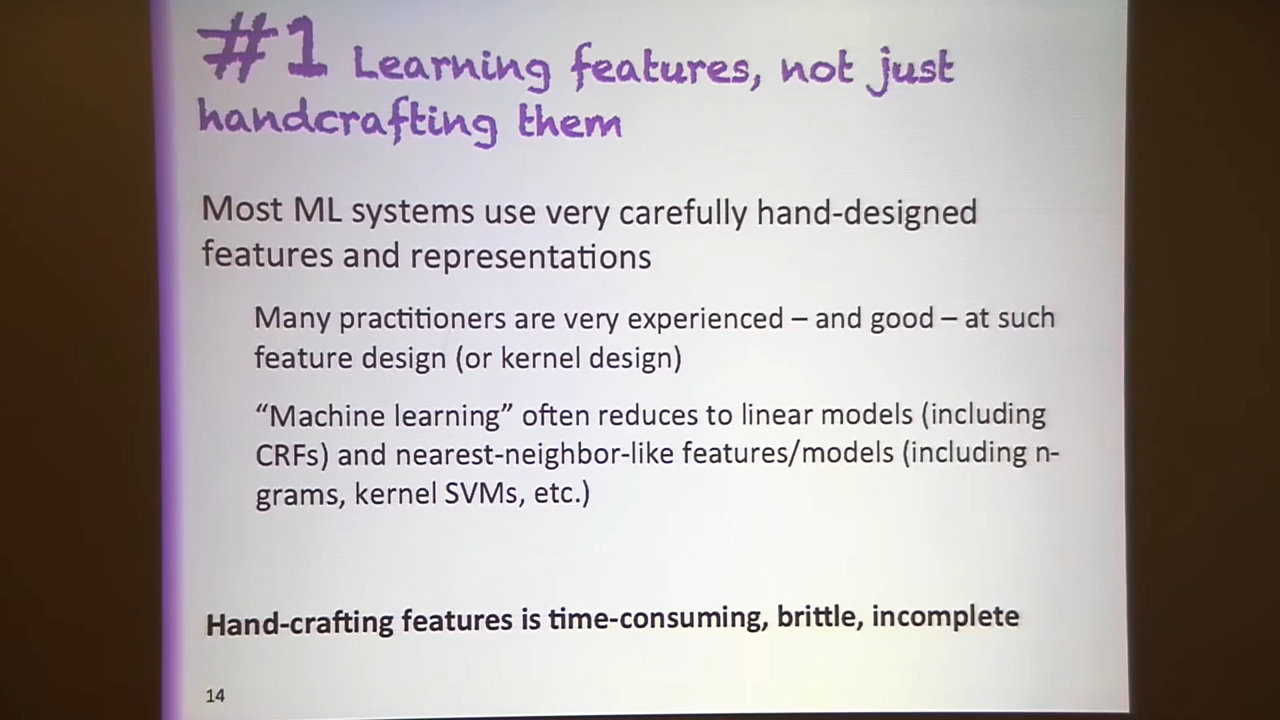 #1 Learning features, not just
handcrafting them
Most ML systems use very carefully hand-designed
features and representations
Many practitioners are very experienced – and good – at such
feature design (or kernel design)
“Machine learning” often reduces to linear models (including
CRFs) and nearest-neighbor-like features/models (including n-
grams, kernel SVMs, etc.)
Hand-crafting features is time-consuming, brittle, incomplete
14